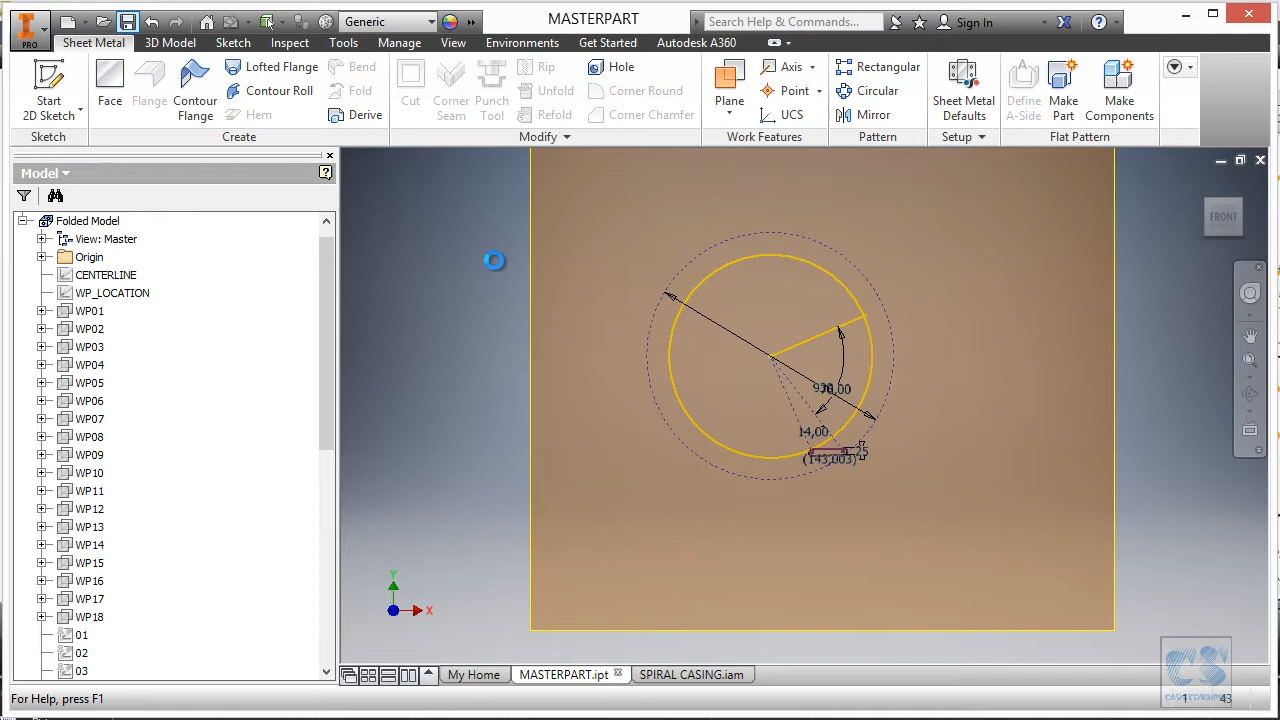 Generic
MASTERPART
Search Help & Commands...
Sign In
PRO
Sheet Metal
3D Model
Sketch
Inspect
Tools
Manage
View
Environments
Get Started
Autodesk A360
Start
2D Sketch
Face
Flange
Contour
Flange
Lofted Flange
Contour Roll
Hem
Bend
Fold
Derive
Cut
Corner
Seam
Punch
Tool
Rip
Unfold
Refold
Hole
Corner Round
Corner Chamfer
Plane
Axis
Point
UCS
Rectangular
Circular
Mirror
Sheet Metal
Defaults
Define
A-Side
Make
Part
Make
Components
Sketch
Create
Modify
Work Features
Pattern
Setup
Flat Pattern
Model
Folded Model
View: Master
Origin
CENTERLINE
WP_LOCATION
WP01
WP02
WP03
WP04
WP05
WP06
WP07
WP08
WP09
WP10
WP11
WP12
WP13
WP14
WP15
WP16
WP17
WP18
01
02
03
FRONT
14,00
(143,003)
25
Y
X
My Home
MASTERPART.ipt
SPIRAL CASING.iam
CS
For Help, press F1
1
43